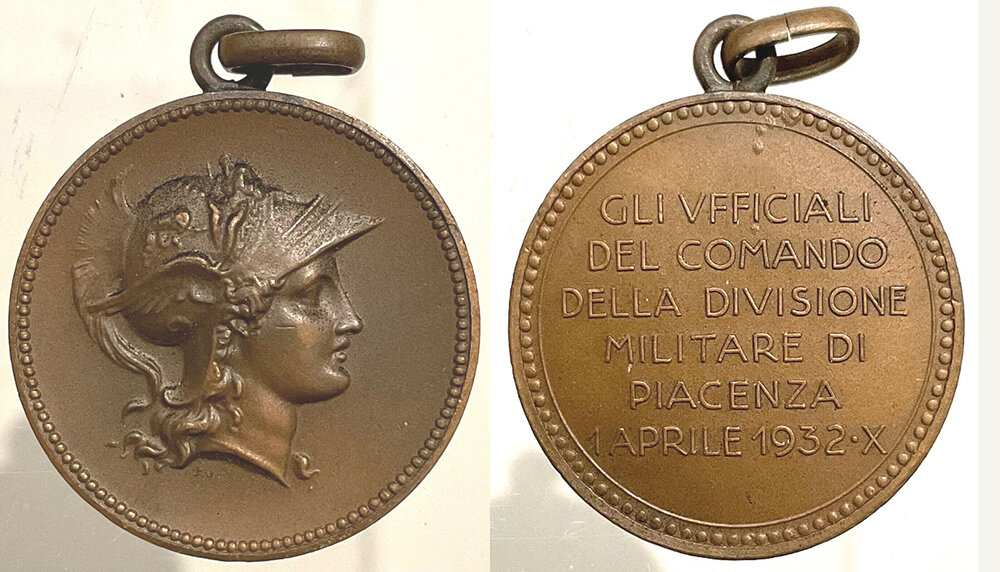 GLI VFFICIALI
DEL COMANDO
DELLA DIVISIONE
MILITARE DI
PIACENZA
1 APRILE 1932·X